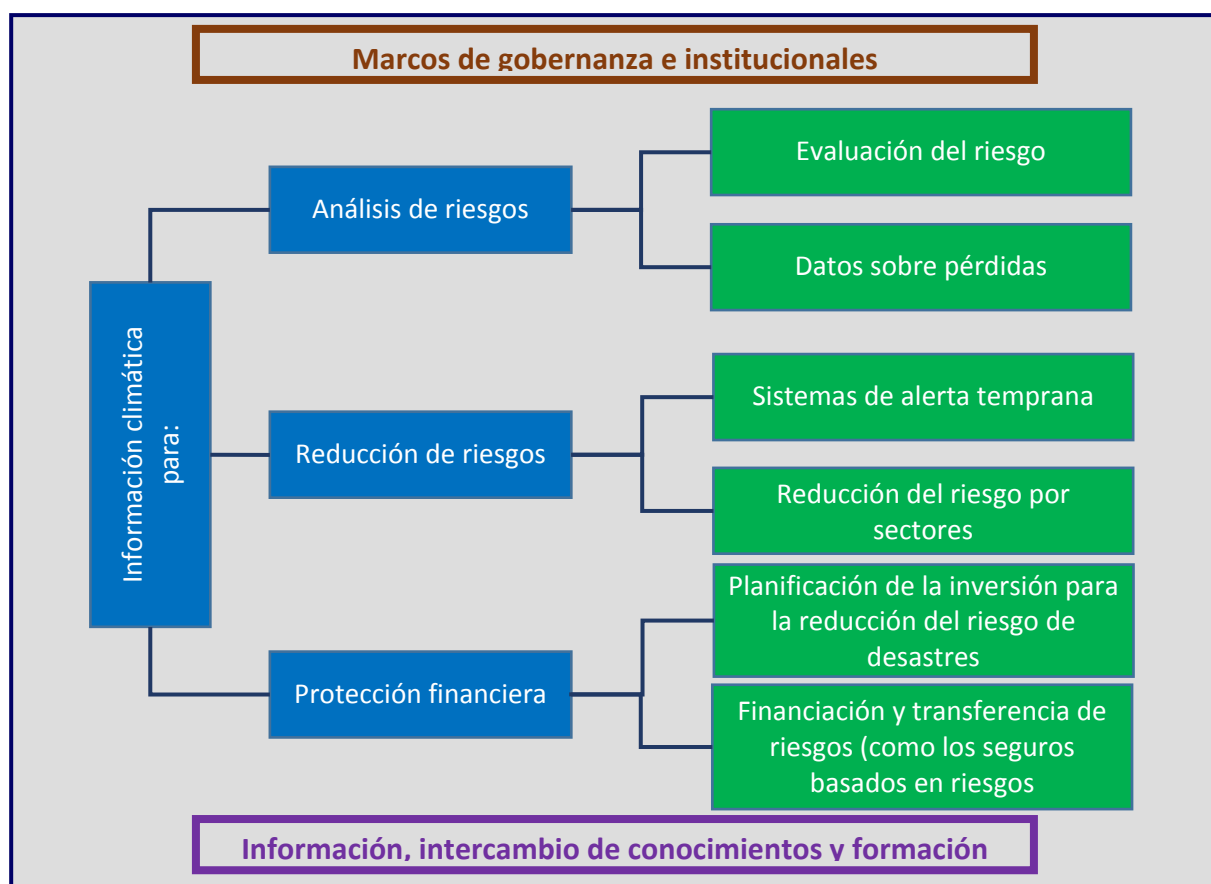 Marcos de gobernanza e institucionales
Evaluación del riesgo
Análisis de riesgos
Datos sobre pérdidas
Información climática
para:
Sistemas de alerta temprana
Reducción de riesgos
Reducción del riesgo por
sectores
Planificación de la inversión para
la reducción del riesgo de
desastres
Protección financiera
Financiación y transferencia de
riesgos (como los seguros
basados en riesgos
Información, intercambio de conocimientos y formación